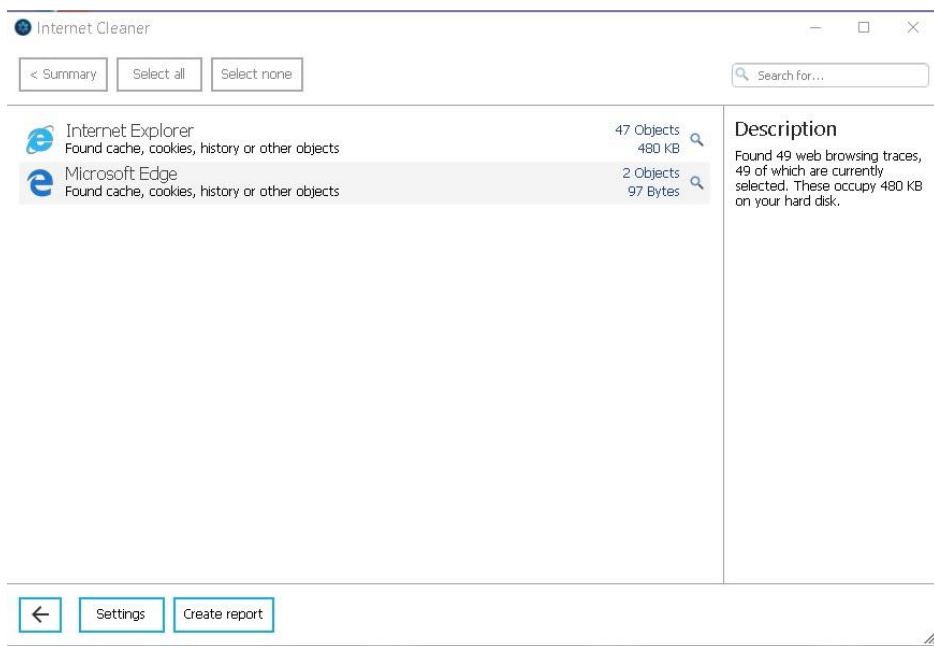 Internet Cleaner
< Summary
Select all
Select none
Search for...
Internet Explorer
Found cache, cookies, history or other objects
47 Objects
480 KB
Microsoft Edge
Found cache, cookies, history or other objects
2 Objects
97 Bytes
Description
Found 49 web browsing traces,
49 of which are currently
selected. These occupy 480 KB
on your hard disk.
Settings
Create report